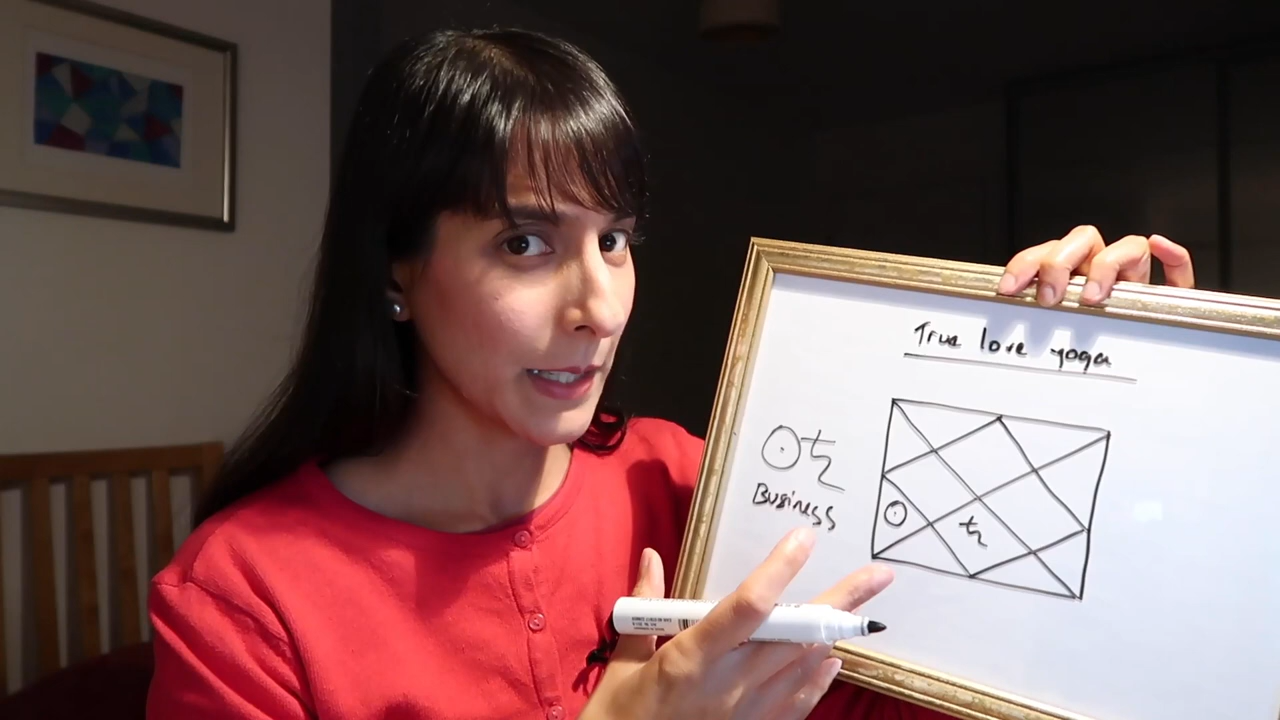 True love yoga
☉♄
Business
☉
♄